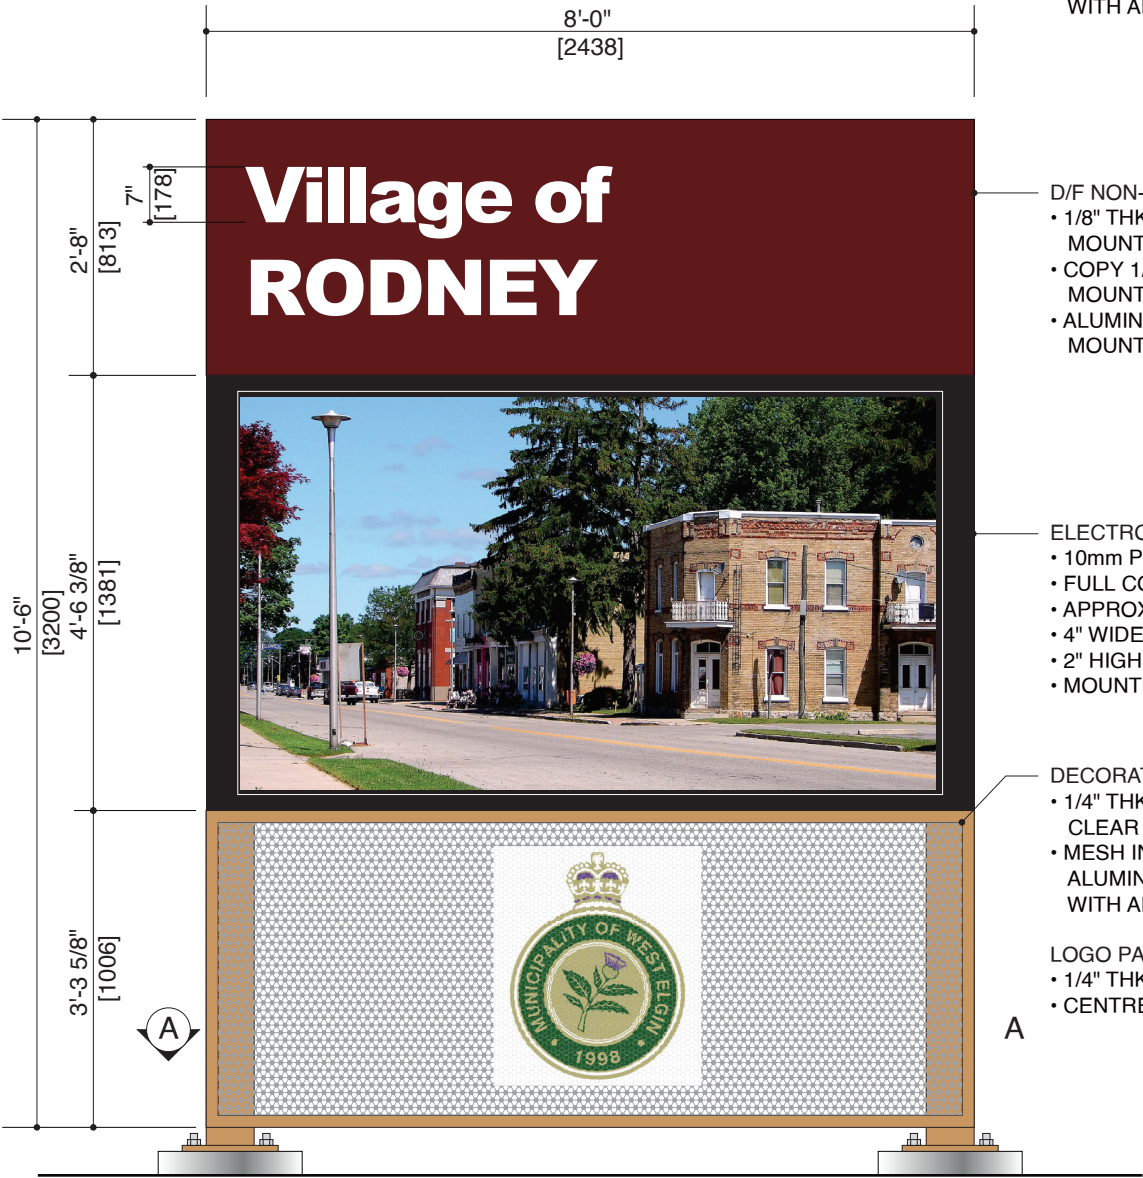 WITH A
8'-0"
[2438]
7"
[178]
2'-8"
[813]
Village of
RODNEY
D/F NON-
• 1/8" THK
MOUNT
• COPY 1/
MOUNT
• ALUMIN
MOUNT
10'-6"
[3200]
4'-6 3/8"
[1381]
ELECTRO
• 10mm P
• FULL CO
• APPROX
• 4" WIDE
• 2" HIGH
• MOUNT
DECORAT
• 1/4" THK
CLEAR
• MESH IN
ALUMIN
WITH A
3'-3 5/8"
[1006]
LOGO PA
• 1/4" THK
• CENTRE
A
A
MUNICIPALITY OF WEST ELGIN
• 1998 •